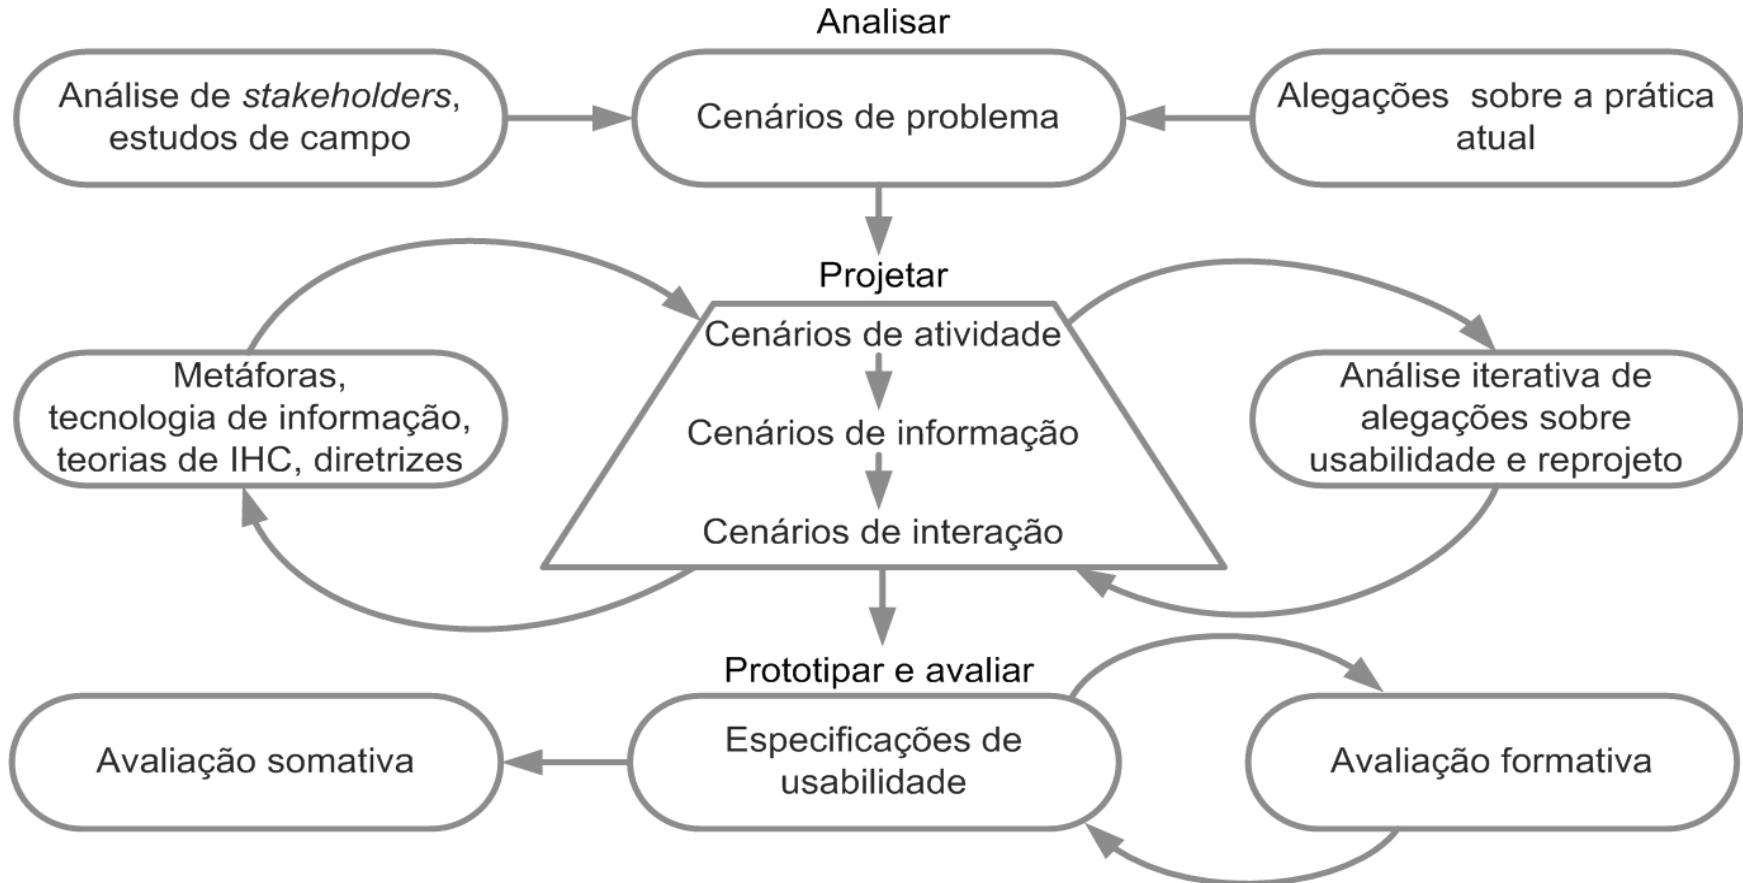 Analisar
Análise de stakeholders,
estudos de campo
Cenários de problema
Alegações sobre a prática
atual
Projetar
Cenários de atividade
Cenários de informação
Cenários de interação
Metáforas,
tecnologia de informação,
teorias de IHC, diretrizes
Análise iterativa de
alegações sobre
usabilidade e reprojeto
Prototipar e avaliar
Avaliação somativa
Especificações de
usabilidade
Avaliação formativa